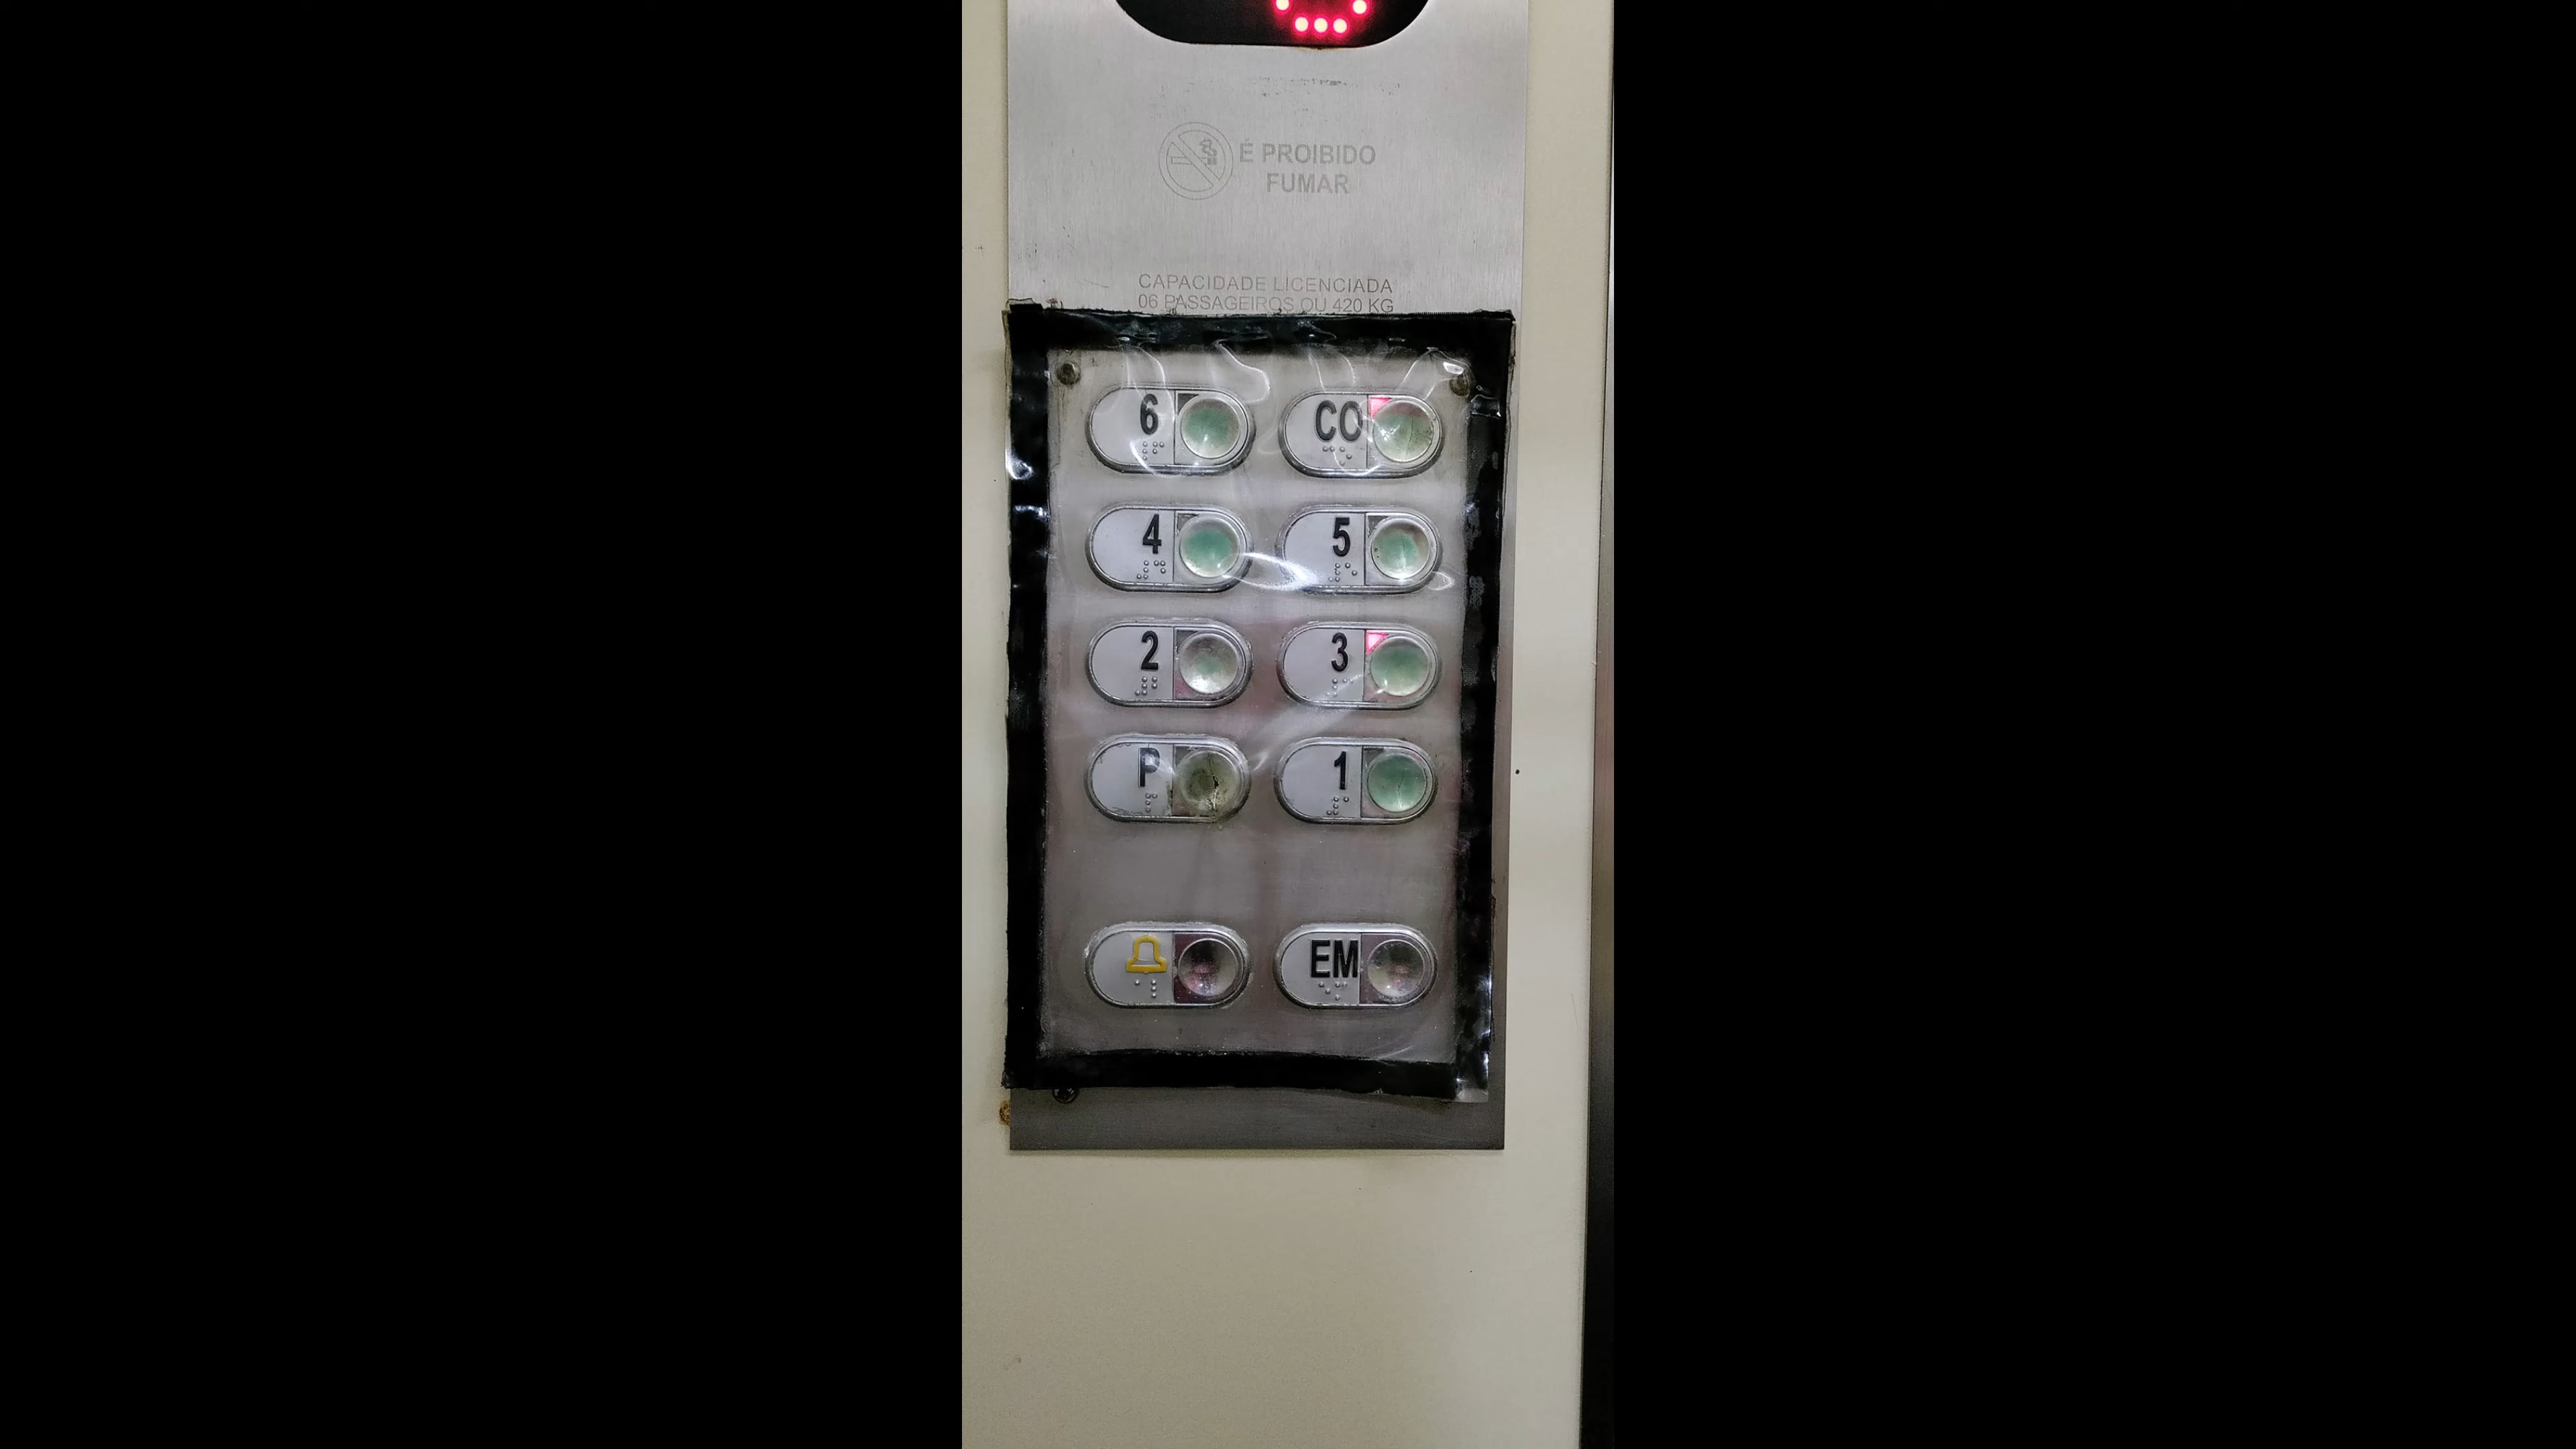 É PROIBIDO
FUMAR
CAPACIDADE LICENCIADA
06 PASSAGEIROS OU 420 KG
6 CO
4 5
2 3
P 1
EM